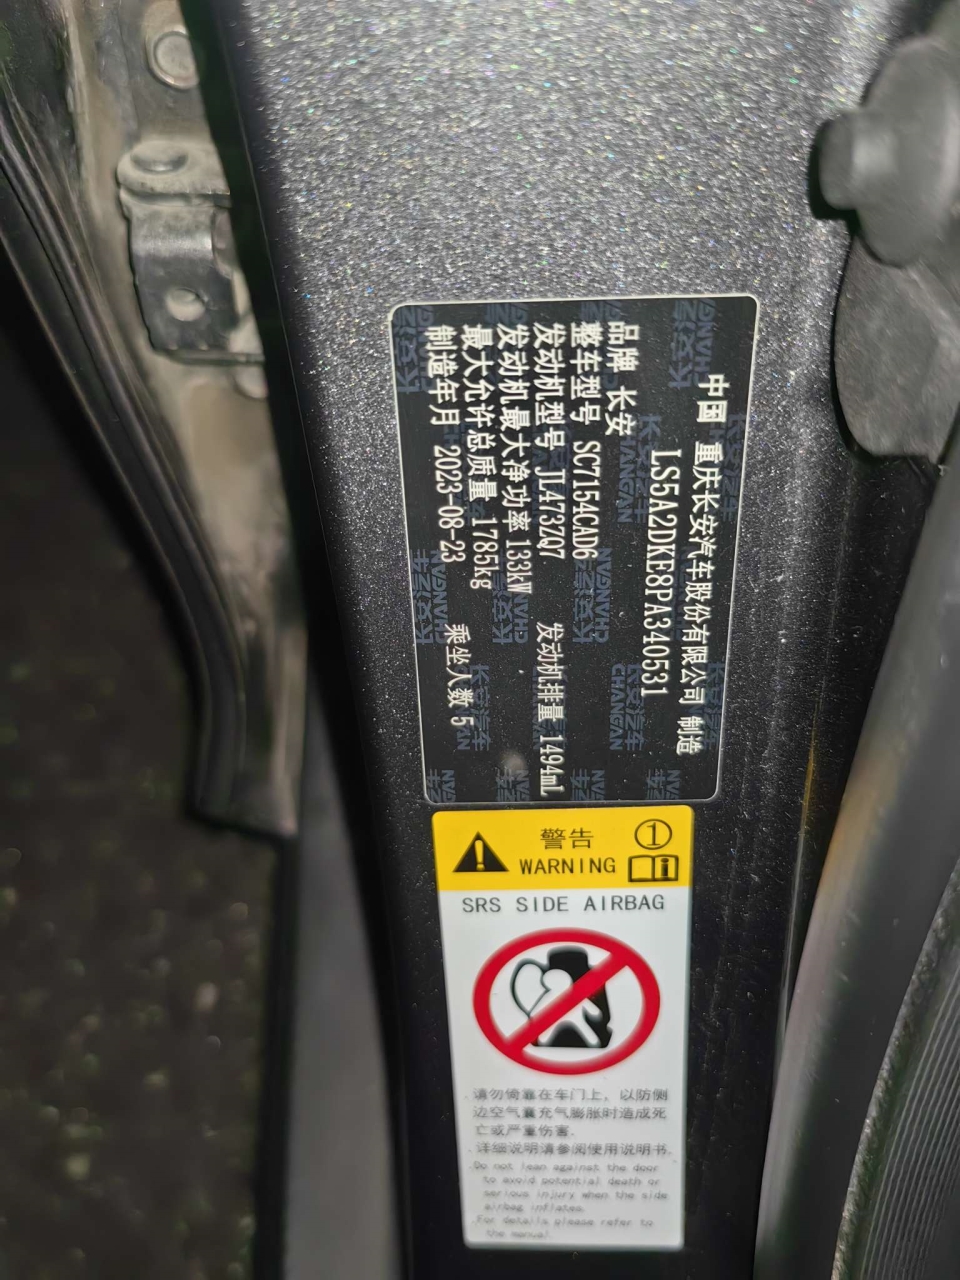 中国 重庆长安汽车股份有限公司 制造
LS5A2DKE8PA340531
品牌 长安
整车型号 SC7154CAD6
发动机型号 JL473ZQ7 发动机排量 1494mL
发动机最大净功率 133kW
最大允许总质量 1785kg
制造年月 2023-08-23 乘坐人数 5
警告 1
WARNING
SRS SIDE AIRBAG
请勿倚靠在车门上，以防侧
边空气囊充气膨胀时造成死
亡或严重伤害.
详细说明请参阅使用说明书.
Do not lean against the door
to avoid potential death or
serious injury when the side
airbag inflates.
For details please refer to
the manual.
长安汽车
CHANGAN